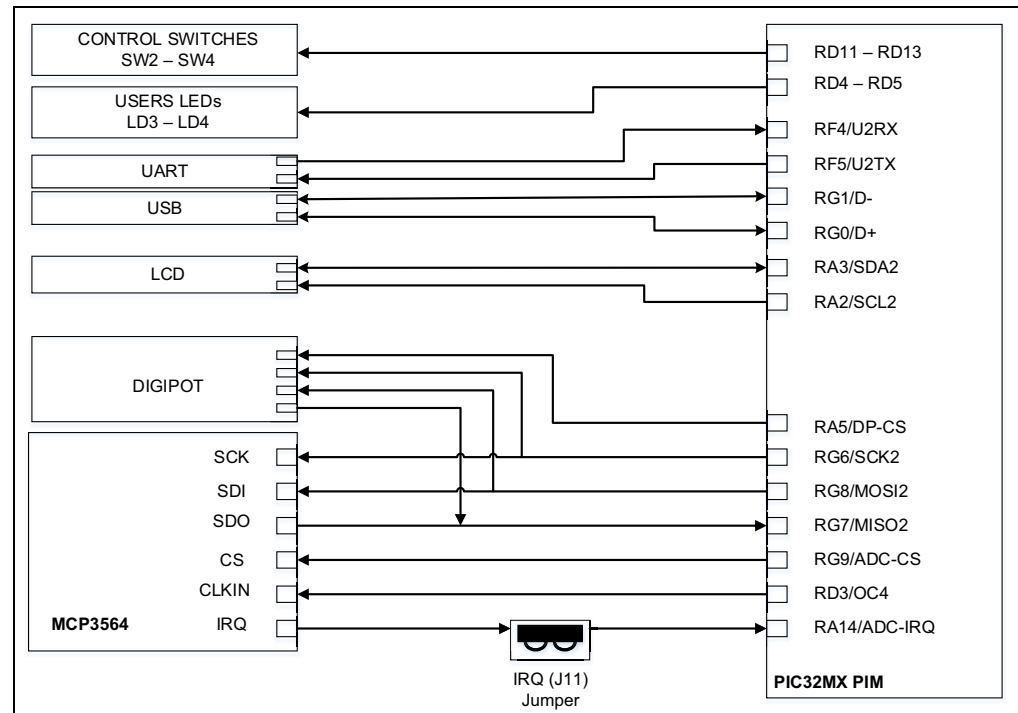 CONTROL SWITCHES
SW2 – SW4
USERS LEDs
LD3 – LD4
UART
USB
LCD
DIGIPOT
SCK
SDI
SDO
CS
CLKIN
MCP3564
IRQ
IRQ (J11)
Jumper
RD11 – RD13
RD4 – RD5
RF4/U2RX
RF5/U2TX
RG1/D-
RG0/D+
RA3/SDA2
RA2/SCL2
RA5/DP-CS
RG6/SCK2
RG8/MOSI2
RG7/MISO2
RG9/ADC-CS
RD3/OC4
RA14/ADC-IRQ
PIC32MX PIM